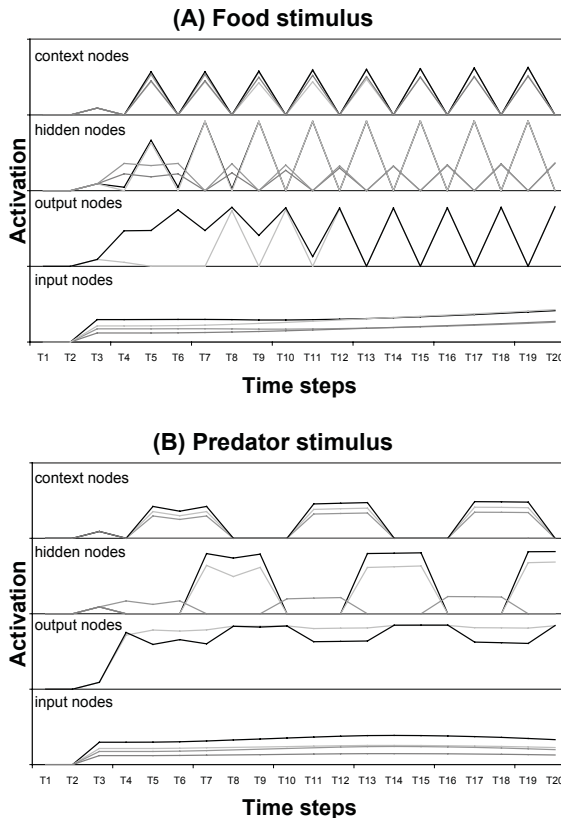 (A) Food stimulus
context nodes
hidden nodes
output nodes
input nodes
Activation
T1 T2 T3 T4 T5 T6 T7 T8 T9 T10 T11 T12 T13 T14 T15 T16 T17 T18 T19 T20
Time steps
(B) Predator stimulus
context nodes
hidden nodes
output nodes
input nodes
Activation
T1 T2 T3 T4 T5 T6 T7 T8 T9 T10 T11 T12 T13 T14 T15 T16 T17 T18 T19 T20
Time steps